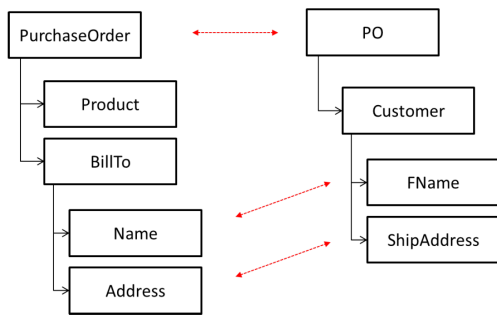 PurchaseOrder
Product
BillTo
Name
Address
PO
Customer
FName
ShipAddress